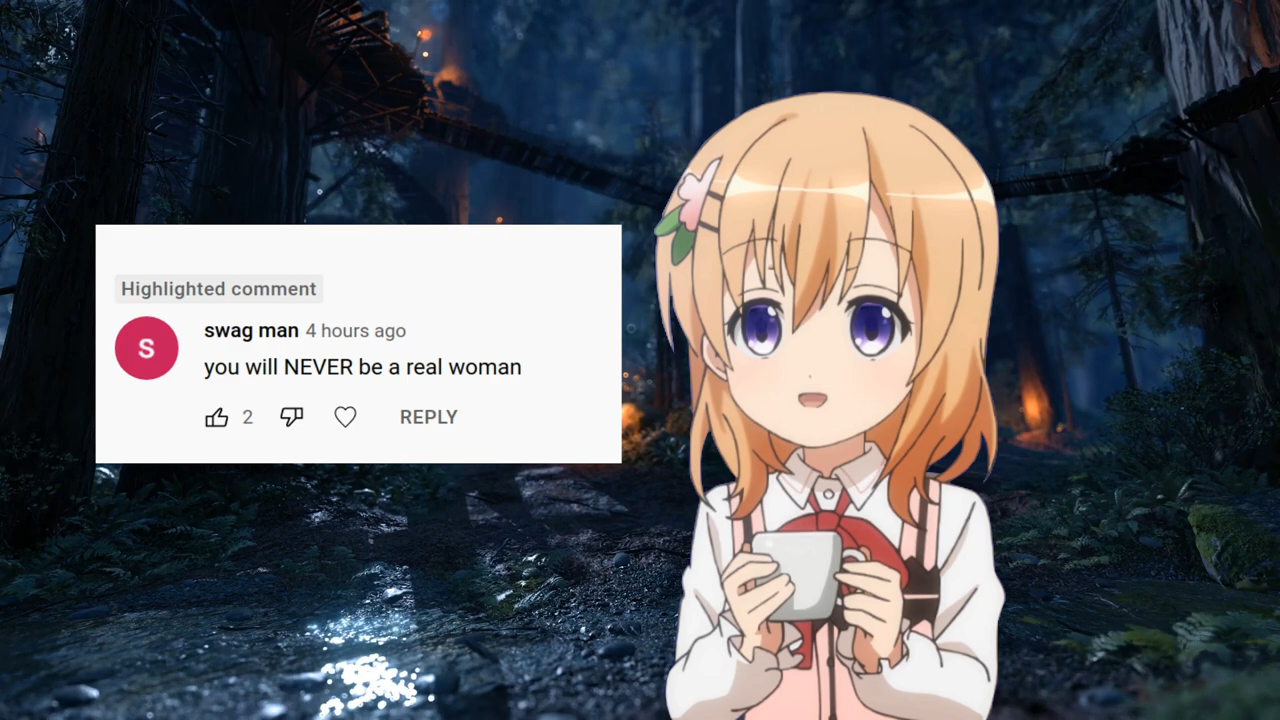 Highlighted comment
S
swag man 4 hours ago
you will NEVER be a real woman
2 REPLY